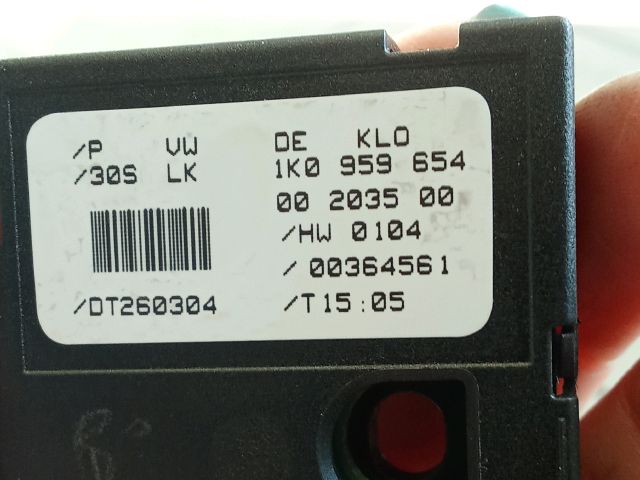 /P VW DE KLO
/30S LK 1K0 959 654
00 2035 00
/HW 0104
/ 00364561
/DT260304 /T15:05